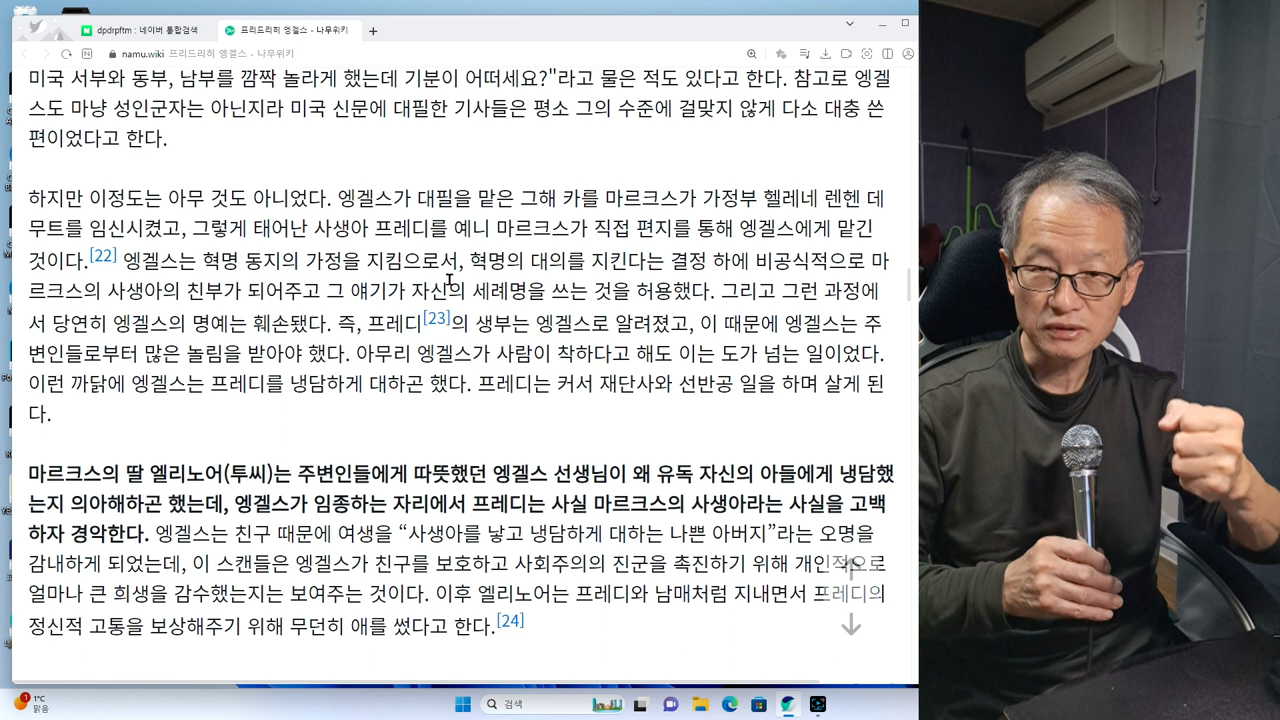 dpdrpftm : 네이버 통합검색
프리드리히 엥겔스 - 나무위키
namu.wiki 프리드리히 엥겔스 - 나무위키
미국 서부와 동부, 남부를 깜짝 놀라게 했는데 기분이 어떠세요?"라고 물은 적도 있다고 한다. 참고로 엥겔
스도 마냥 성인군자는 아닌지라 미국 신문에 대필한 기사들은 평소 그의 수준에 걸맞지 않게 다소 대충 쓴
편이었다고 한다.
하지만 이정도는 아무 것도 아니었다. 엥겔스가 대필을 맡은 그해 카를 마르크스가 가정부 헬레네 렌헨 데
무트를 임신시켰고, 그렇게 태어난 사생아 프레디를 예니 마르크스가 직접 편지를 통해 엥겔스에게 맡긴
것이다.[22] 엥겔스는 혁명 동지의 가정을 지킴으로서, 혁명의 대의를 지킨다는 결정 하에 비공식적으로 마
르크스의 사생아의 친부가 되어주고 그 얘기가 자신의 세례명을 쓰는 것을 허용했다. 그리고 그런 과정에
서 당연히 엥겔스의 명예는 훼손됐다. 즉, 프레디[23]의 생부는 엥겔스로 알려졌고, 이 때문에 엥겔스는 주
변인들로부터 많은 놀림을 받아야 했다. 아무리 엥겔스가 사람이 착하다고 해도 이는 도가 넘는 일이었다.
이런 까닭에 엥겔스는 프레디를 냉담하게 대하곤 했다. 프레디는 커서 재단사와 선반공 일을 하며 살게 된
다.
마르크스의 딸 엘리노어(투씨)는 주변인들에게 따뜻했던 엥겔스 선생님이 왜 유독 자신의 아들에게 냉담했
는지 의아해하곤 했는데, 엥겔스가 임종하는 자리에서 프레디는 사실 마르크스의 사생아라는 사실을 고백
하자 경악한다. 엥겔스는 친구 때문에 여생을 “사생아를 낳고 냉담하게 대하는 나쁜 아버지”라는 오명을
감내하게 되었는데, 이 스캔들은 엥겔스가 친구를 보호하고 사회주의의 진군을 촉진하기 위해 개인적으로
얼마나 큰 희생을 감수했는지는 보여주는 것이다. 이후 엘리노어는 프레디와 남매처럼 지내면서 프레디의
정신적 고통을 보상해주기 위해 무던히 애를 썼다고 한다.[24]
1
1°C
맑음
검색